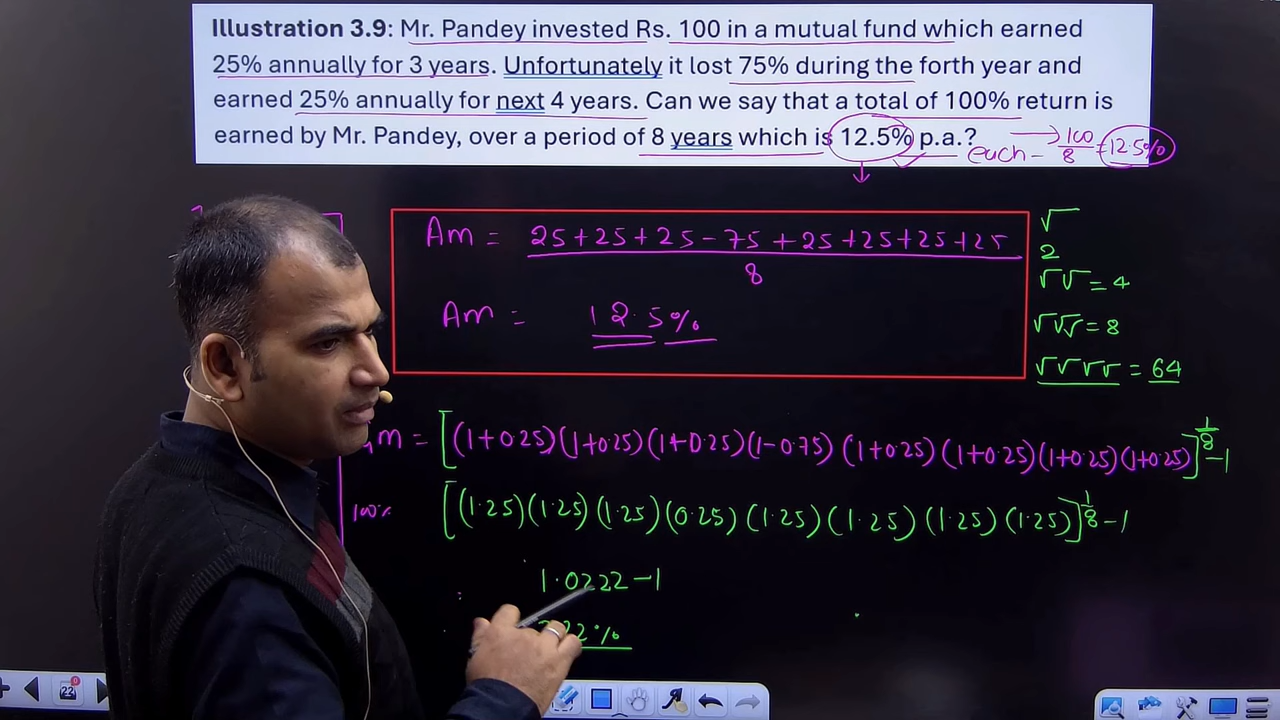 Illustration 3.9: Mr. Pandey invested Rs. 100 in a mutual fund which earned
25% annually for 3 years. Unfortunately it lost 75% during the forth year and
earned 25% annually for next 4 years. Can we say that a total of 100% return is
earned by Mr. Pandey, over a period of 8 years which is 12.5% p.a.?
each - → 100/8 = 12.5%
Am = 25+25+25-75+25+25+25+25 / 8
Am = 12.5%
√
2
√√ = 4
√√√ = 8
√√√√ = 64
m = [(1+0.25)(1+0.25)(1+0.25)(1-0.75)(1+0.25)(1+0.25)(1+0.25)(1+0.25)]^1/8 -1
100%
[(1.25)(1.25)(1.25)(0.25)(1.25)(1.25)(1.25)(1.25)]^1/8 -1
1.0222-1
22%
22